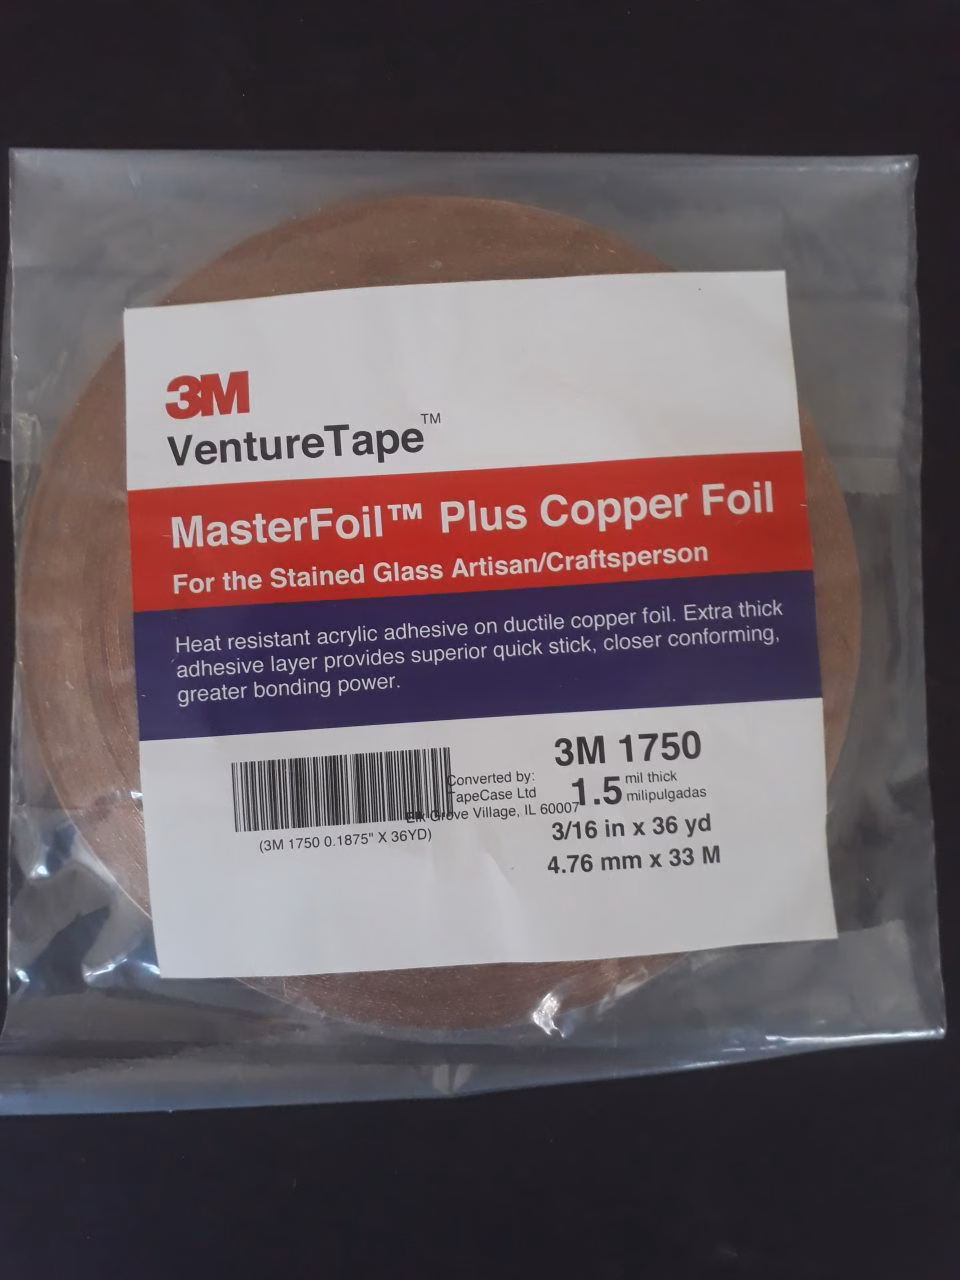 3M
VentureTape™
MasterFoil™ Plus Copper Foil
For the Stained Glass Artisan/Craftsperson
Heat resistant acrylic adhesive on ductile copper foil. Extra thick
adhesive layer provides superior quick stick, closer conforming,
greater bonding power.
(3M 1750 0.1875" X 36YD)
Converted by:
TapeCase Ltd
Elk Grove Village, IL 60007
3M 1750
1.5 mil thick
milipulgadas
3/16 in x 36 yd
4.76 mm x 33 M